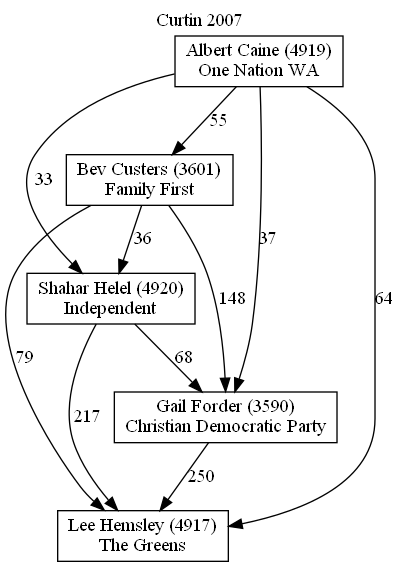 Curtin 2007
Albert Caine (4919)
One Nation WA
55
Bev Custers (3601)
Family First
33
36
37
Shahar Helel (4920)
Independent
148
64
79
68
217
Gail Forder (3590)
Christian Democratic Party
250
Lee Hemsley (4917)
The Greens